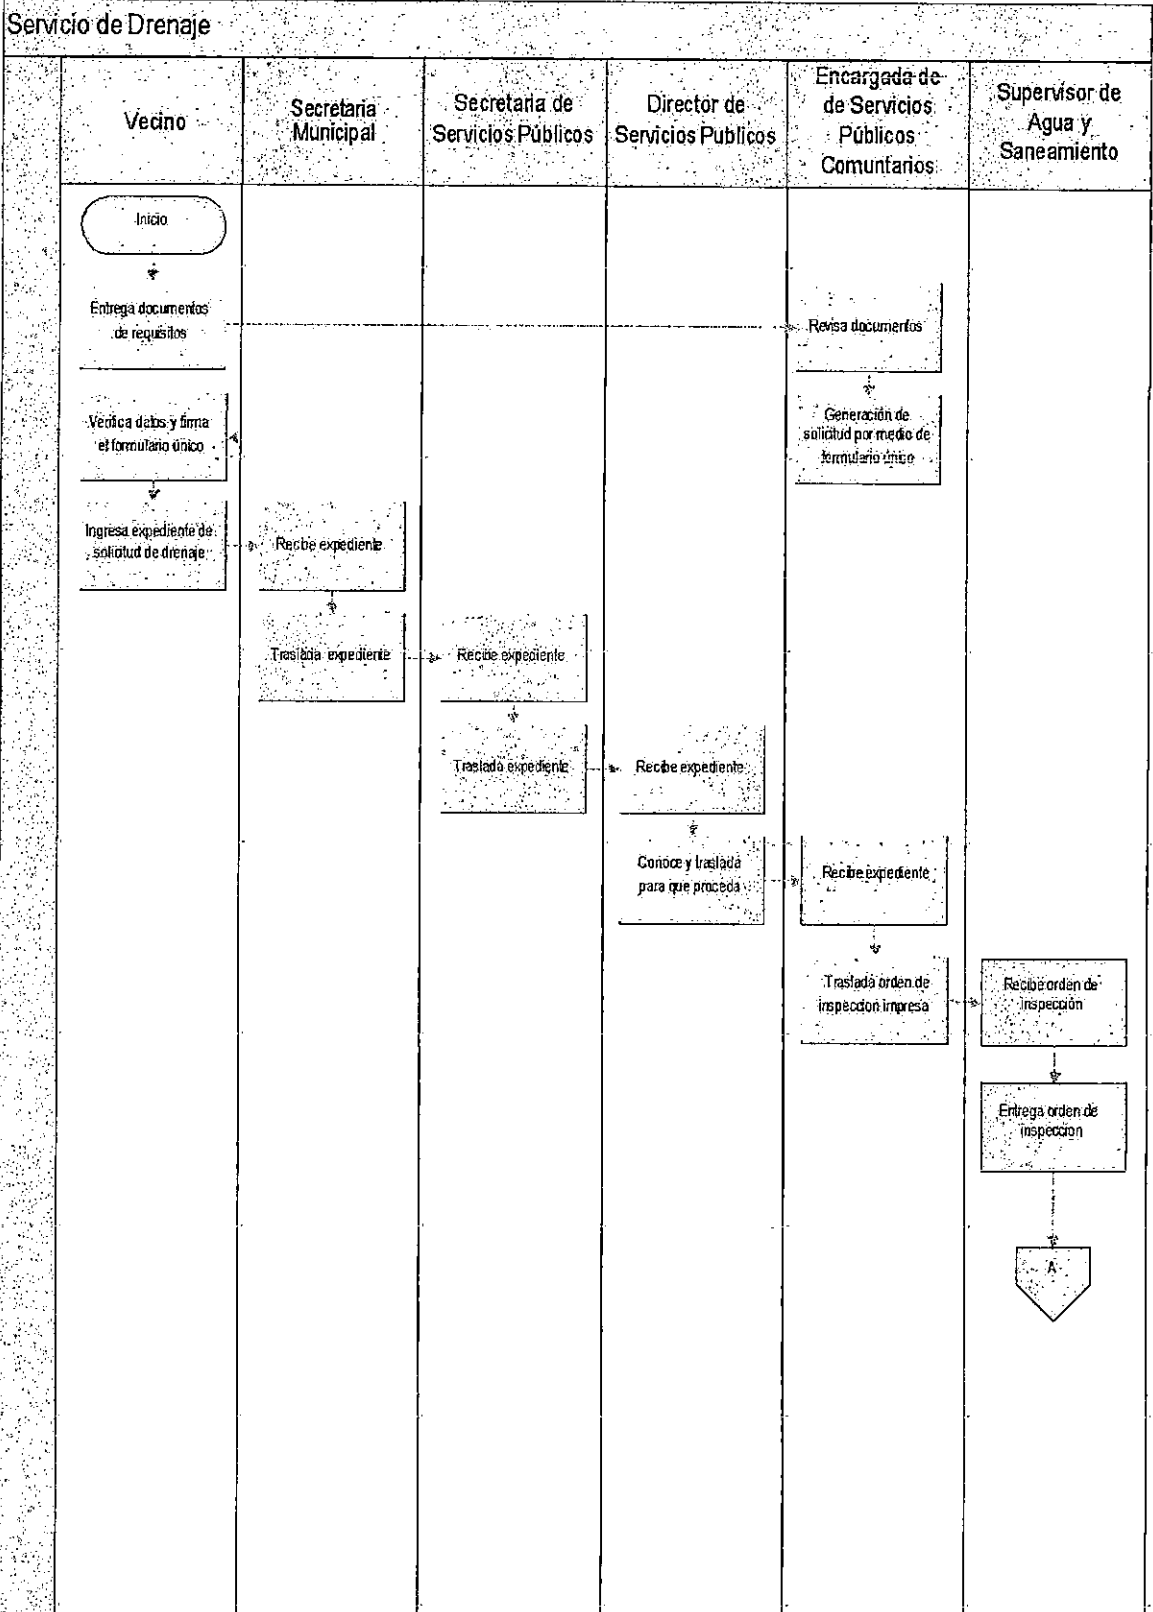 Servicio de Drenaje
Vecino
Secretaria
Municipal
Secretaria de
Servicios Públicos
Director de
Servicios Publicos
Encargada de
de Servicios
Públicos
Comuntarios
Supervisor de
Agua y
Saneamiento
Inicio
Entrega documentos
de requisitos
Revisa documentos
Verifica datos y firma
el formulario único
Generación de
solicitud por medio de
formulario único
Ingresa expediente de
solicitud de drenaje
Recibe expediente
Traslada expediente
Recibe expediente
Traslada expediente
Recibe expediente
Conoce y traslada
para que proceda
Recibe expediente
Traslada orden de
inspeccion impresa
Recibe orden de
inspección
Entrega orden de
inspeccion
A